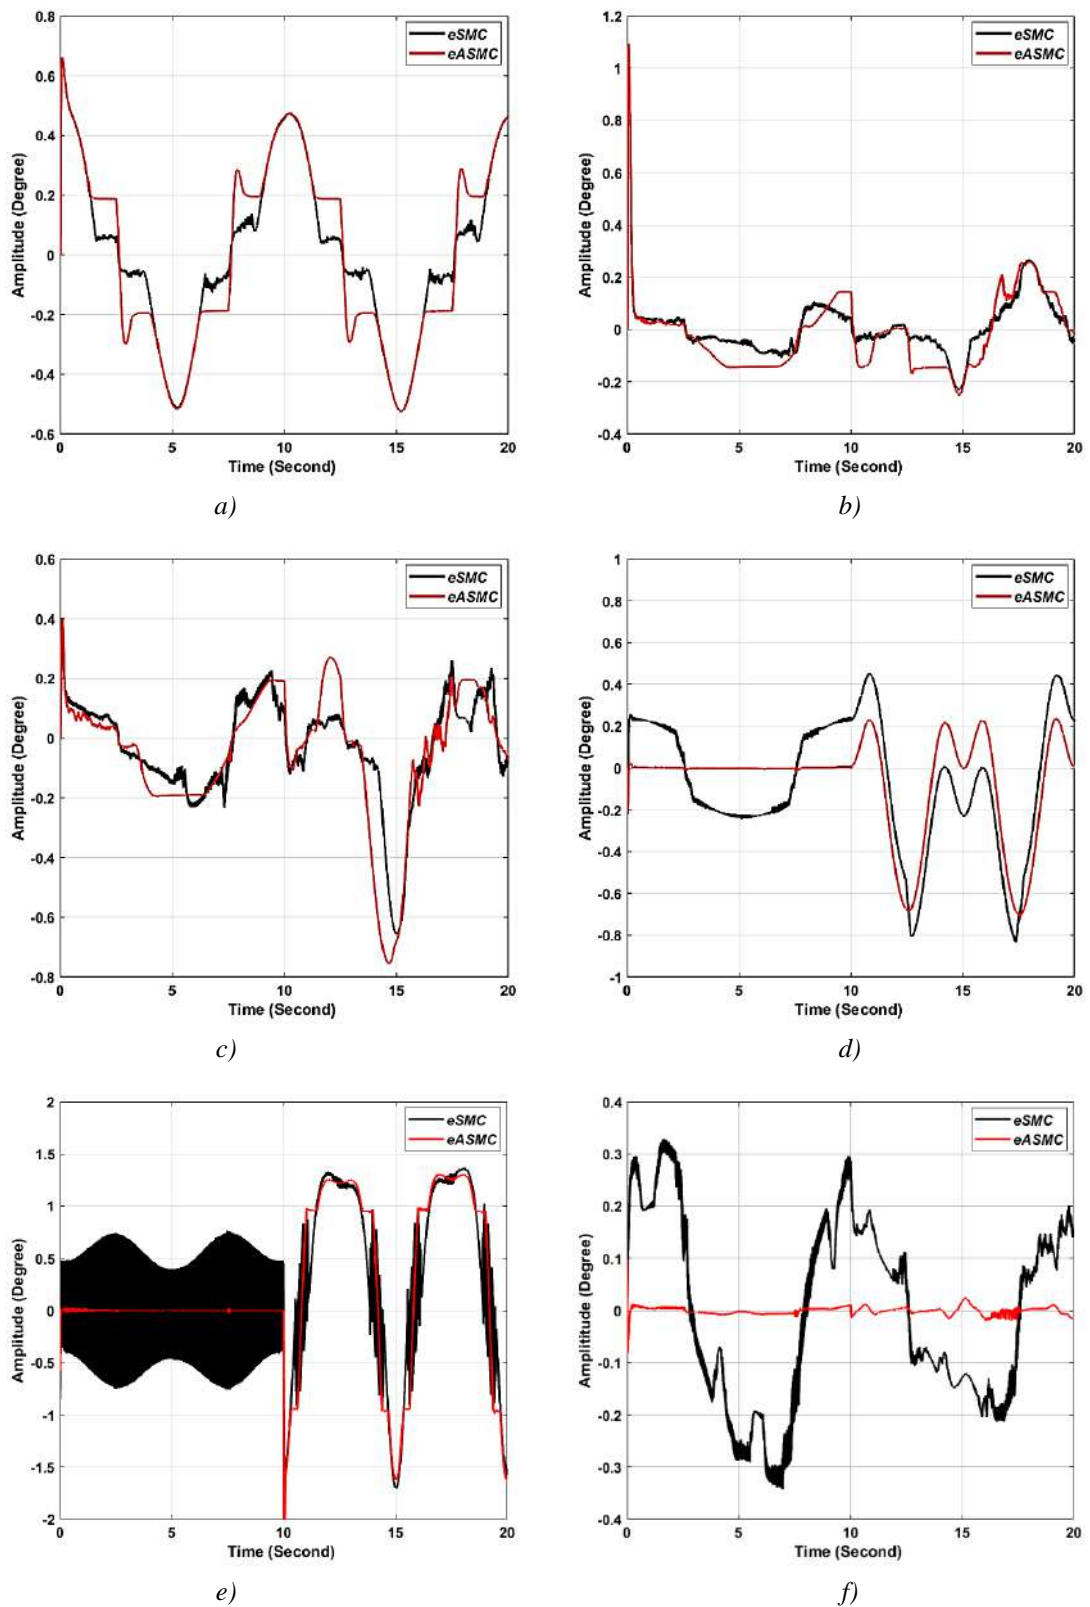 0.8
0.6
0.4
0.2
0
-0.2
-0.4
-0.6
Amplitude (Degree)
eSMC
eASMC
0 5 10 15 20
Time (Second)
a)
1.2
1
0.8
0.6
0.4
0.2
0
-0.2
-0.4
Amplitude (Degree)
eSMC
eASMC
0 5 10 15 20
Time (Second)
b)
0.6
0.4
0.2
0
-0.2
-0.4
-0.6
-0.8
Amplitude (Degree)
eSMC
eASMC
0 5 10 15 20
Time (Second)
c)
1
0.8
0.6
0.4
0.2
0
-0.2
-0.4
-0.6
-0.8
-1
Amplitude (Degree)
eSMC
eASMC
0 5 10 15 20
Time (Second)
d)
2
1.5
1
0.5
0
-0.5
-1
-1.5
-2
Amplitude (Degree)
eSMC
eASMC
0 5 10 15 20
Time (Second)
e)
0.4
0.3
0.2
0.1
0
-0.1
-0.2
-0.3
-0.4
Amplititude (Degree)
eSMC
eASMC
0 5 10 15 20
Time (Second)
f)